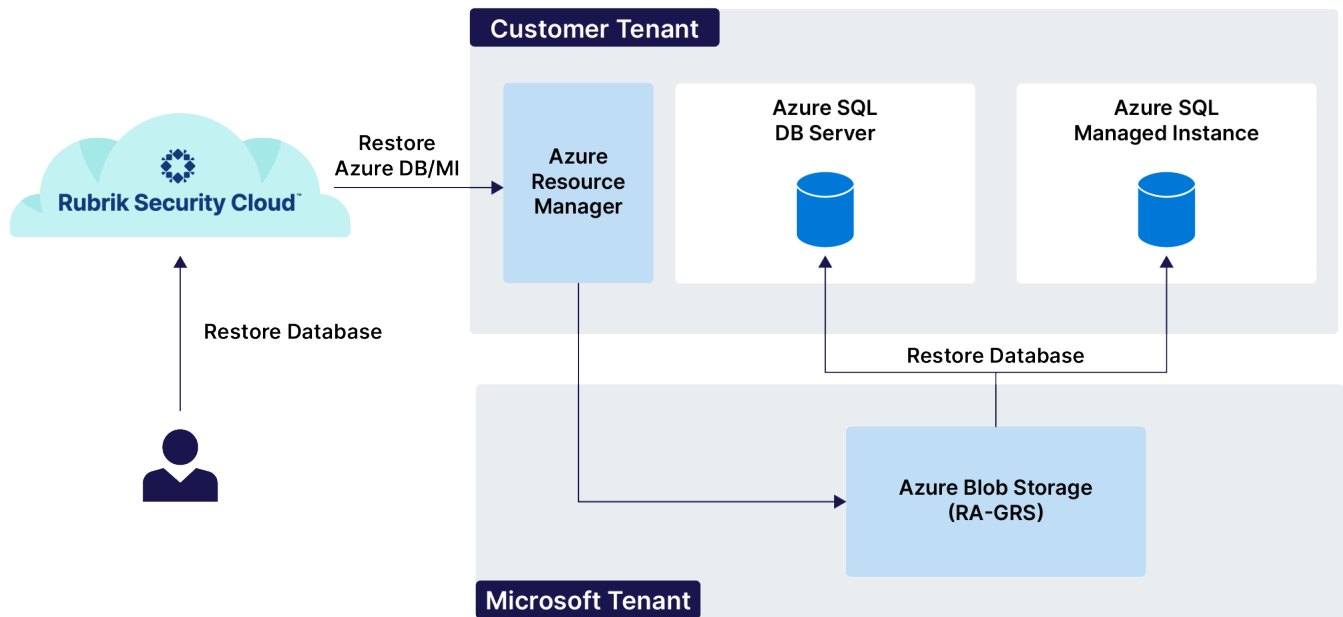 Customer Tenant
Rubrik Security Cloud™
Restore
Azure DB/MI
Azure
Resource
Manager
Azure SQL
DB Server
Azure SQL
Managed Instance
Restore Database
Restore Database
Azure Blob Storage
(RA-GRS)
Microsoft Tenant